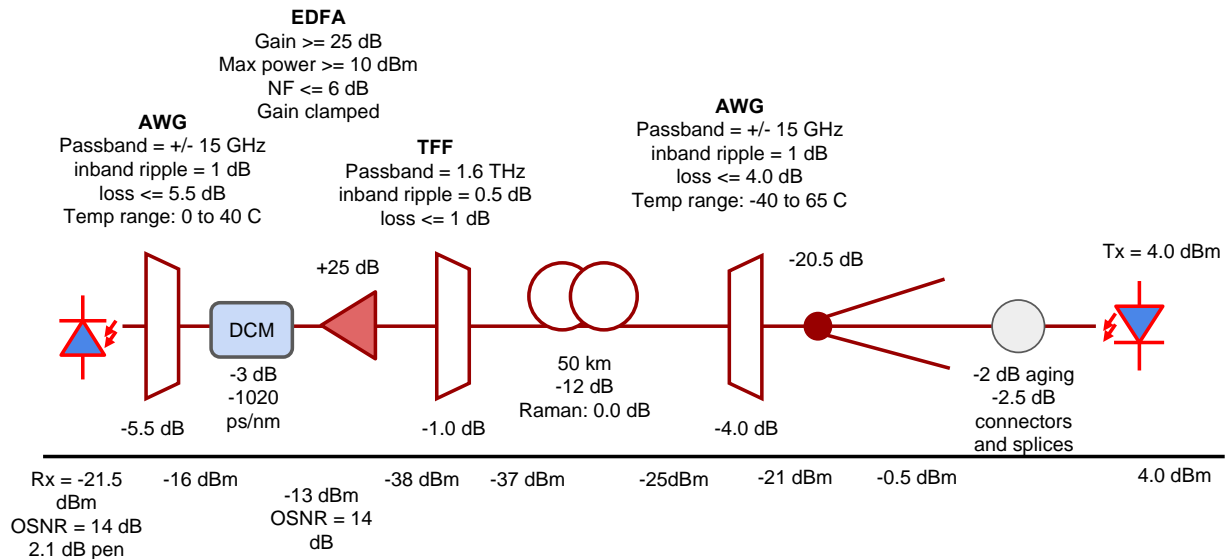 EDFA
Gain >= 25 dB
Max power >= 10 dBm
NF <= 6 dB
Gain clamped
AWG
Passband = +/- 15 GHz
inband ripple = 1 dB
loss <= 5.5 dB
Temp range: 0 to 40 C
TFF
Passband = 1.6 THz
inband ripple = 0.5 dB
loss <= 1 dB
AWG
Passband = +/- 15 GHz
inband ripple = 1 dB
loss <= 4.0 dB
Temp range: -40 to 65 C
+25 dB
-20.5 dB
Tx = 4.0 dBm
DCM
-3 dB
-1020
ps/nm
50 km
-12 dB
Raman: 0.0 dB
-2 dB aging
-2.5 dB
connectors
and splices
-5.5 dB
-1.0 dB
-4.0 dB
Rx = -21.5
dBm
OSNR = 14 dB
2.1 dB pen
-16 dBm
-13 dBm
OSNR = 14
dB
-38 dBm
-37 dBm
-25dBm
-21 dBm
-0.5 dBm
4.0 dBm